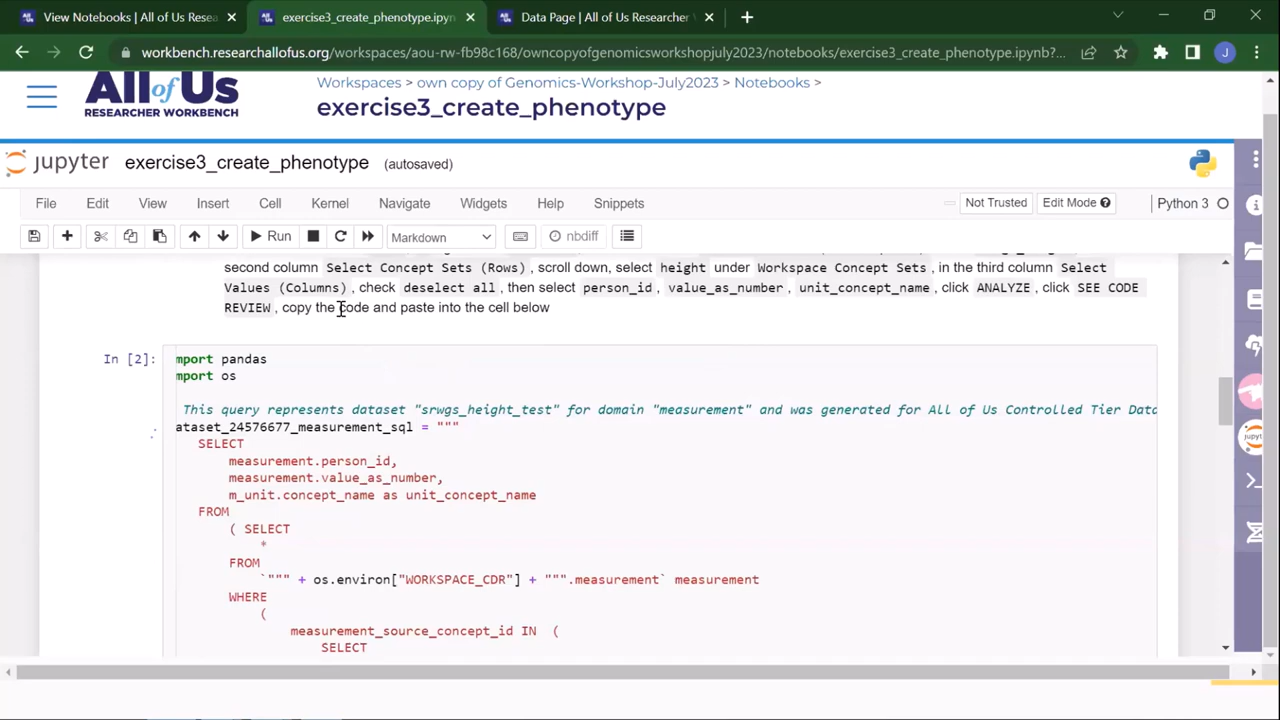 View Notebooks | All of Us Resea
exercise3_create_phenotype.ipyn
Data Page | All of Us Researcher
workbench.researchallofus.org/workspaces/aou-rw-fb98c168/owncopyofgenomicsworkshopjuly2023/notebooks/exercise3_create_phenotype.ipynb?...
J
All of Us
RESEARCHER WORKBENCH
Workspaces > own copy of Genomics-Workshop-July2023 > Notebooks >
exercise3_create_phenotype
jupyter exercise3_create_phenotype (autosaved)
File Edit View Insert Cell Kernel Navigate Widgets Help Snippets Not Trusted Edit Mode ? Python 3
Run Markdown nbdiff
second column Select Concept Sets (Rows) , scroll down, select height under Workspace Concept Sets , in the third column Select
Values (Columns) , check deselect all , then select person_id , value_as_number , unit_concept_name , click ANALYZE , click SEE CODE
REVIEW , copy the code and paste into the cell below
In [2]: mport pandas
mport os
This query represents dataset "srwgs_height_test" for domain "measurement" and was generated for All of Us Controlled Tier Data
ataset_24576677_measurement_sql = """
SELECT
measurement.person_id,
measurement.value_as_number,
m_unit.concept_name as unit_concept_name
FROM
( SELECT
*
FROM
`""" + os.environ["WORKSPACE_CDR"] + """.measurement` measurement
WHERE
(
measurement_source_concept_id IN (
SELECT